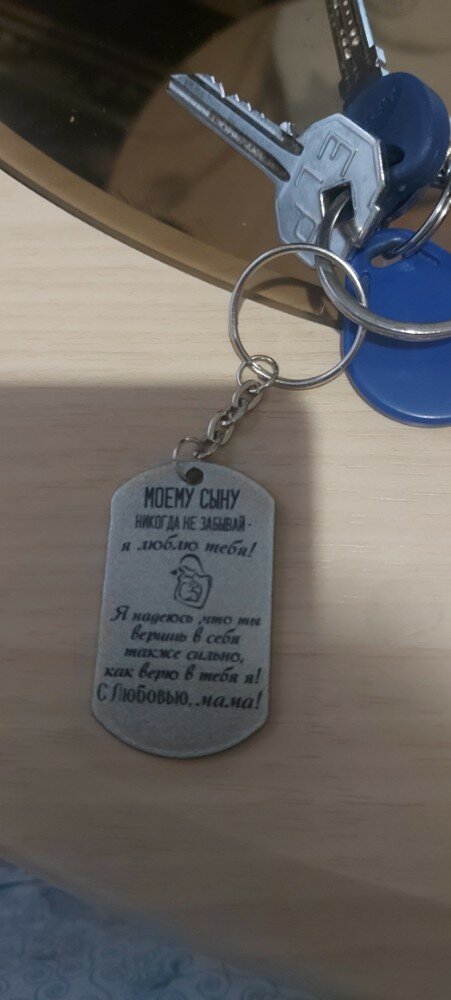 ELP
МОЕМУ СЫНУ
НИКОГДА НЕ ЗАБЫВАЙ -
я люблю тебя!
Я надеюсь ,что ты
веришь в себя
также сильно,
как верю в тебя я!
С Любовью, мама!